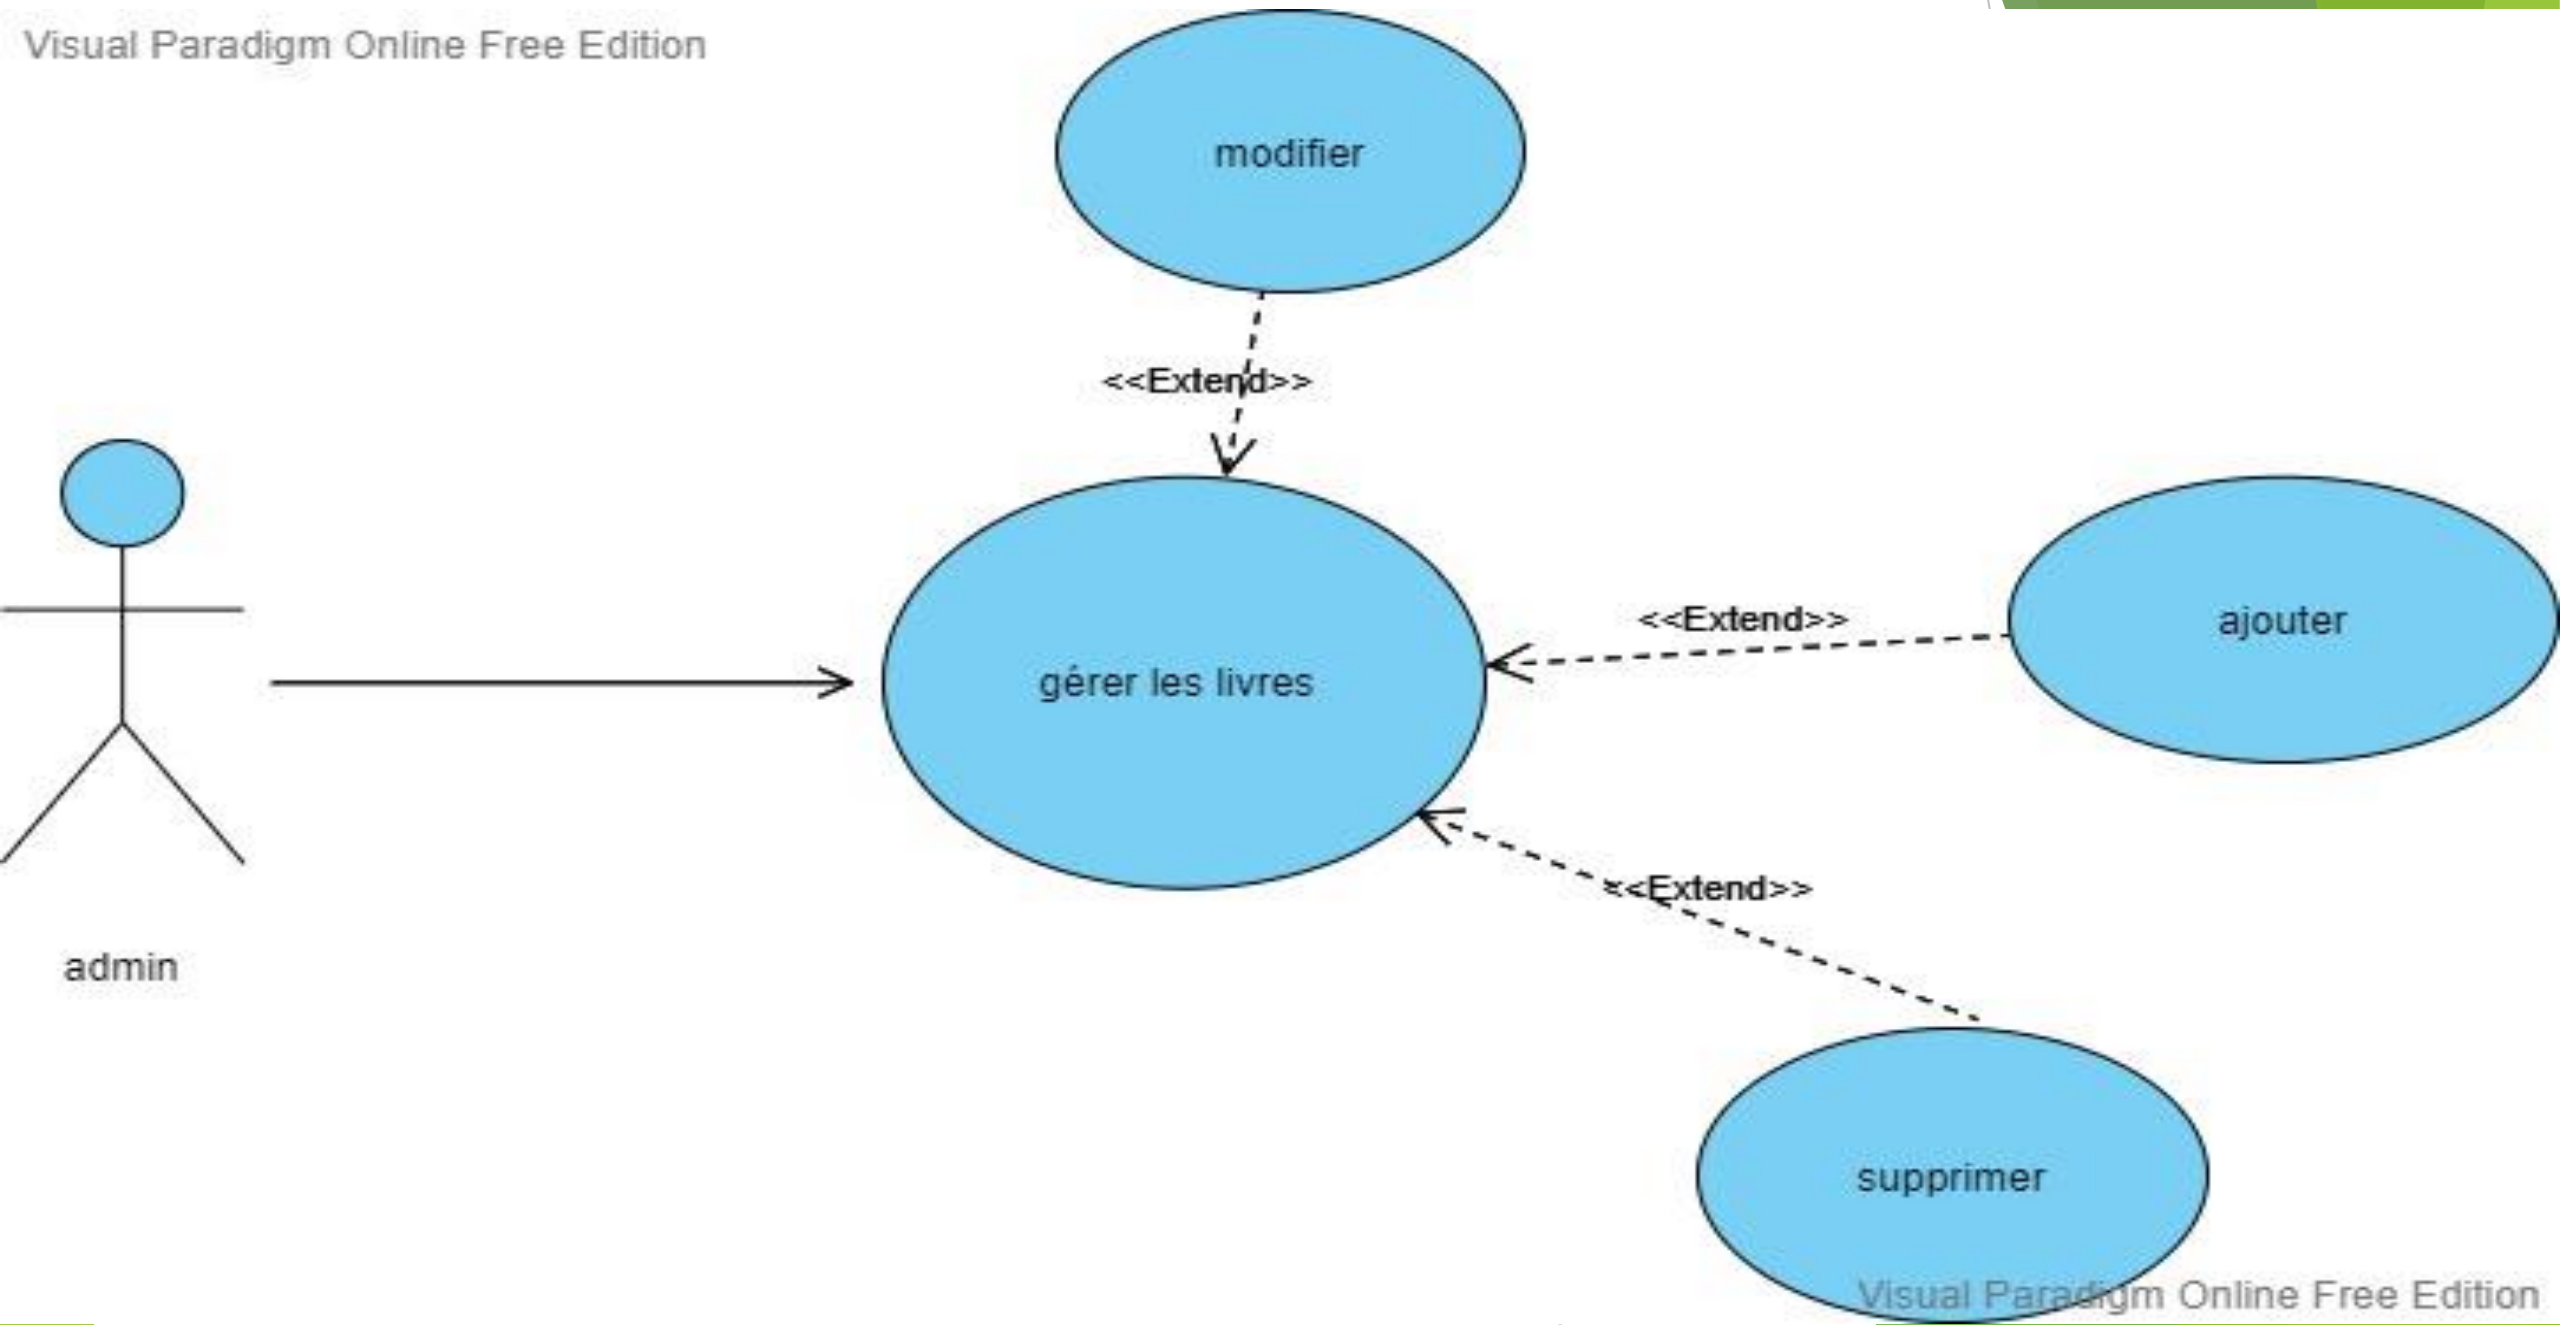 Visual Paradigm Online Free Edition
modifier
<<Extend>>
<<Extend>>
ajouter
gérer les livres
<<Extend>>
admin
supprimer
Visual Paradigm Online Free Edition